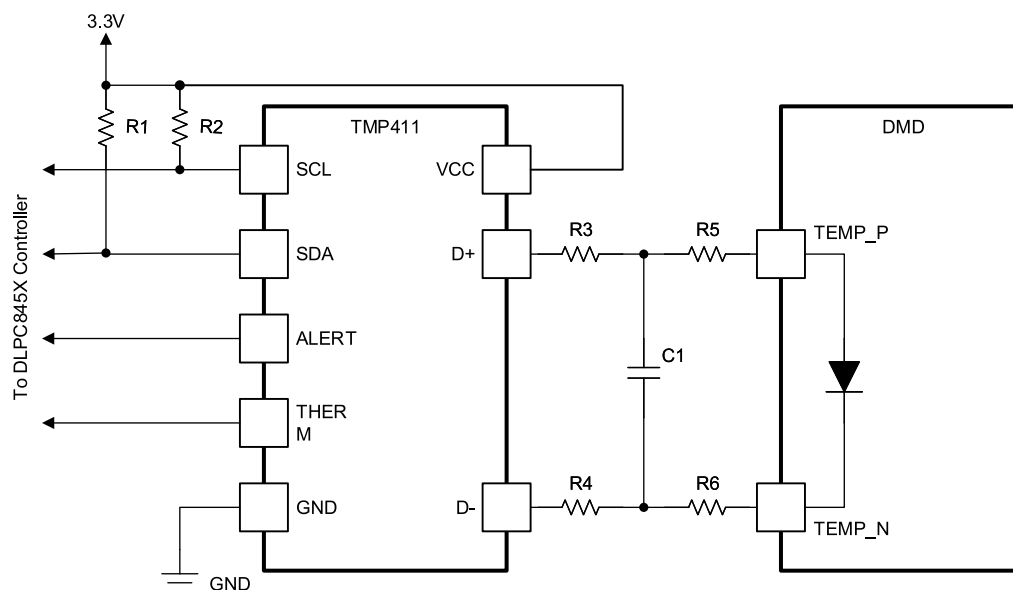 3.3V
R1
R2
TMP411
DMD
SCL
VCC
To DLPC845X Controller
SDA
D+
R3
R5
TEMP_P
ALERT
C1
THER
M
GND
D-
R4
R6
TEMP_N
GND